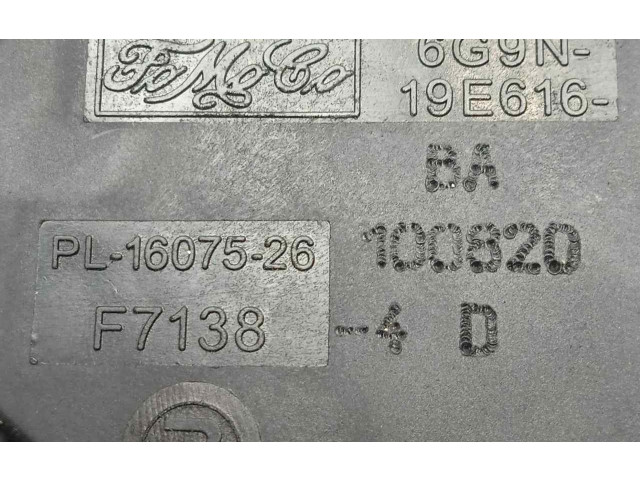 FoMoCo
6G9N-
19E616-
BA
PL-16075-26
100820
F7138
-4 D